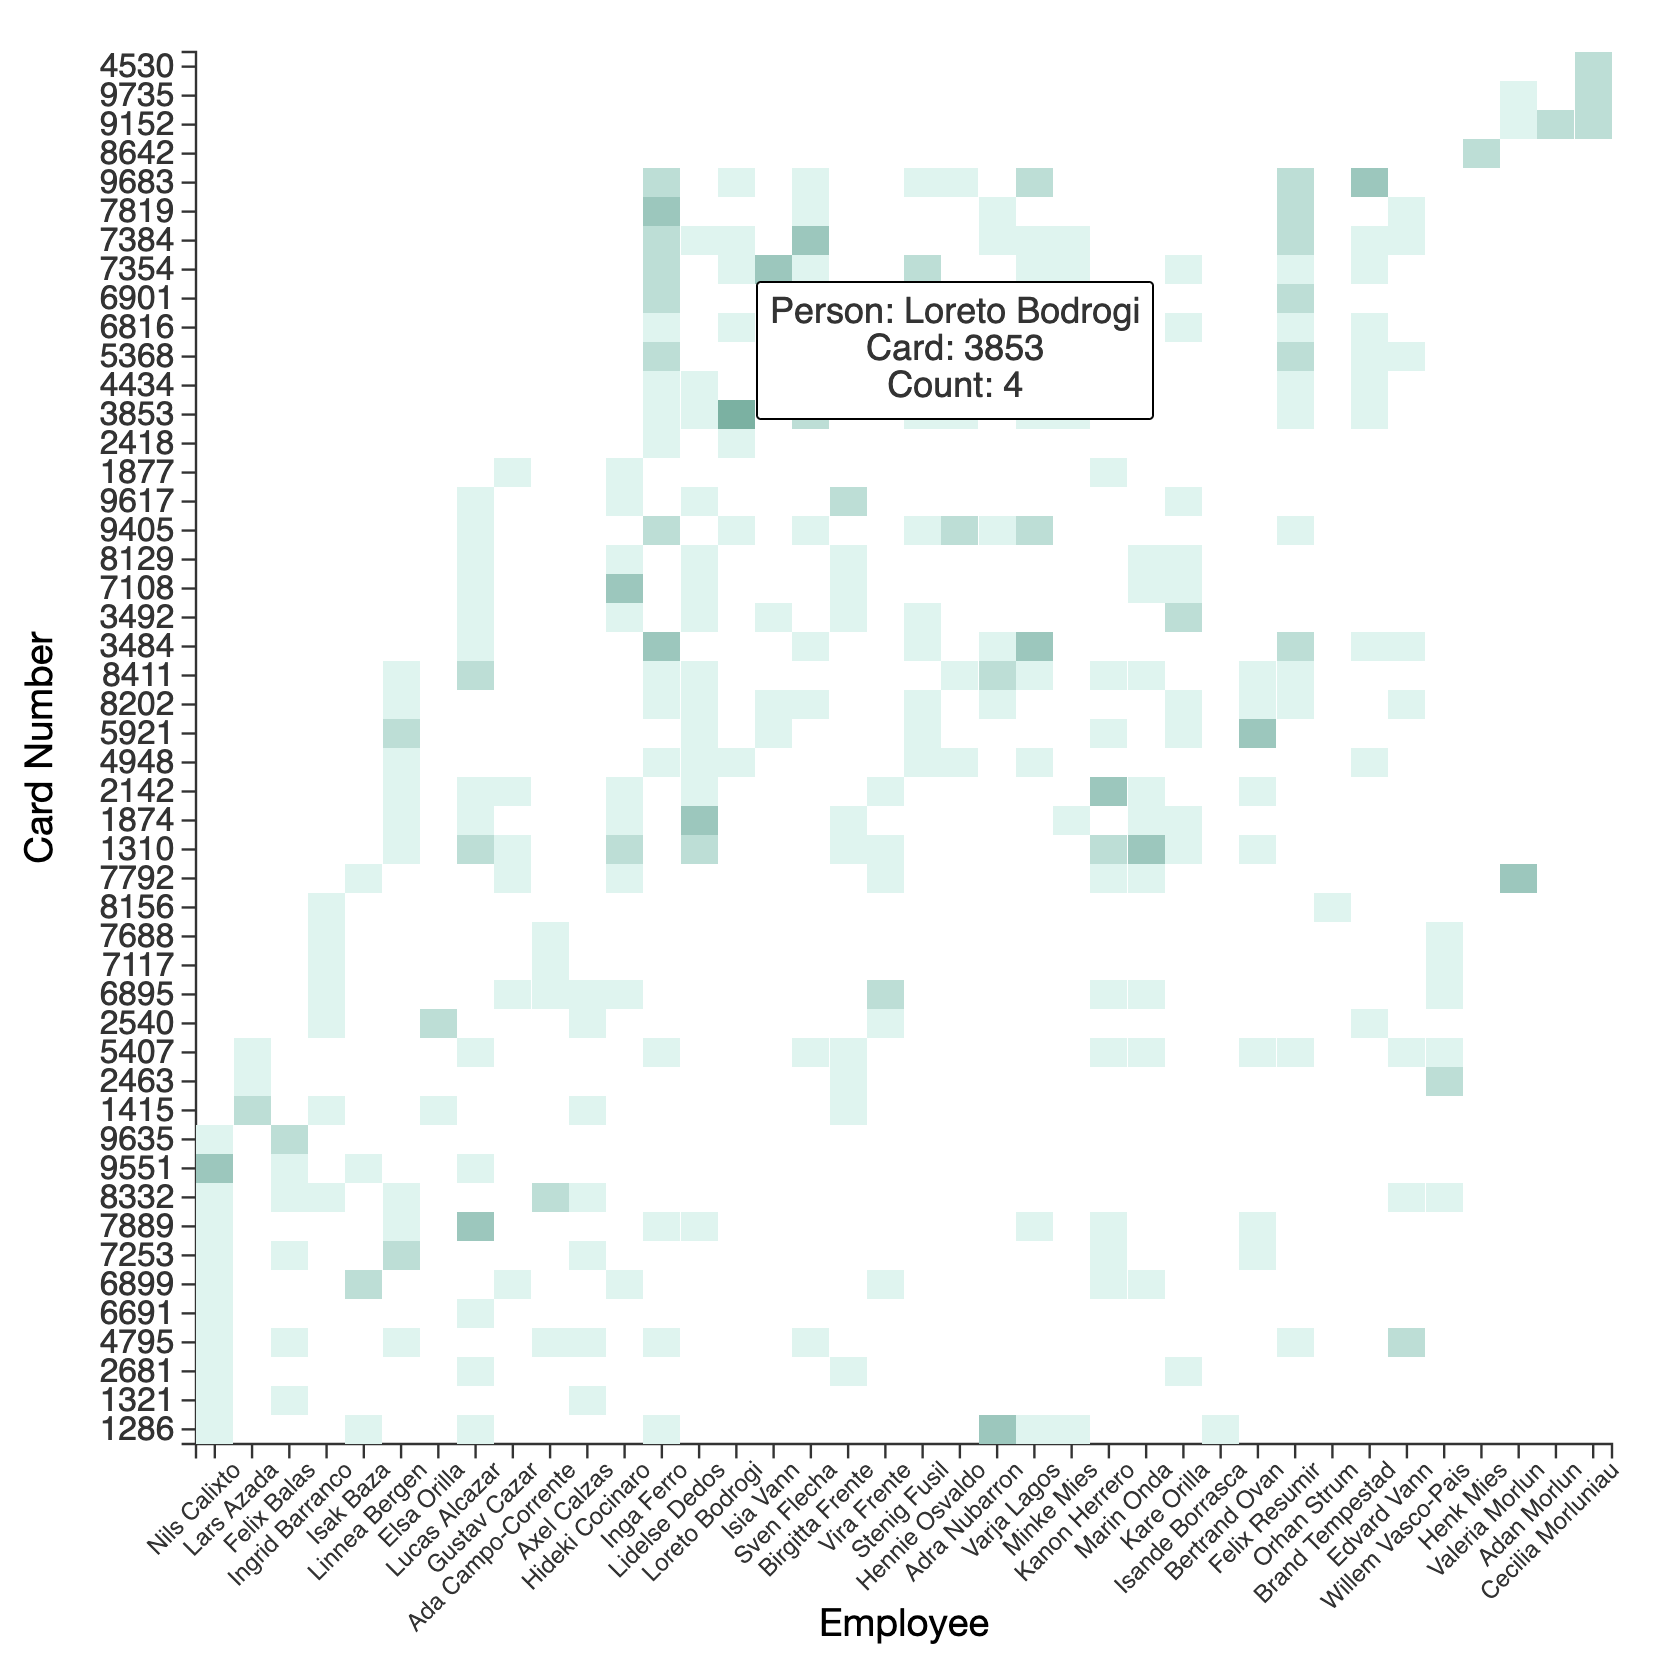 4530
9735
9152
8642
9683
7819
7384
7354
6901
6816
5368
4434
3853
2418
1877
9617
9405
8129
7108
3492
3484
8411
8202
5921
4948
2142
1874
1310
7792
8156
7688
7117
6895
2540
5407
2463
1415
9635
9551
8332
7889
7253
6899
6691
4795
2681
1321
1286
Card Number
Person: Loreto Bodrogi
Card: 3853
Count: 4
Nils Calixto
Lars Azada
Felix Balas
Ingrid Barranco
Isak Baza
Linnea Bergen
Elsa Orilla
Lucas Alcazar
Gustav Cazar
Ada Campo-Corrente
Axel Calzas
Hideki Cocinaro
Inga Ferro
Lidelse Dedos
Loreto Bodrogi
Isia Vann
Sven Flecha
Birgitta Frente
Vira Frente
Stenig Fusil
Hennie Osvaldo
Adra Nubarron
Varja Lagos
Minke Mies
Kanon Herrero
Marin Onda
Kare Orilla
Isande Borrasca
Bertrand Ovan
Felix Resumir
Orhan Strum
Brand Tempestad
Edvard Vann
Willem Vasco-Pais
Henk Mies
Valeria Morlun
Adan Morlun
Cecilia Morluniau
Employee